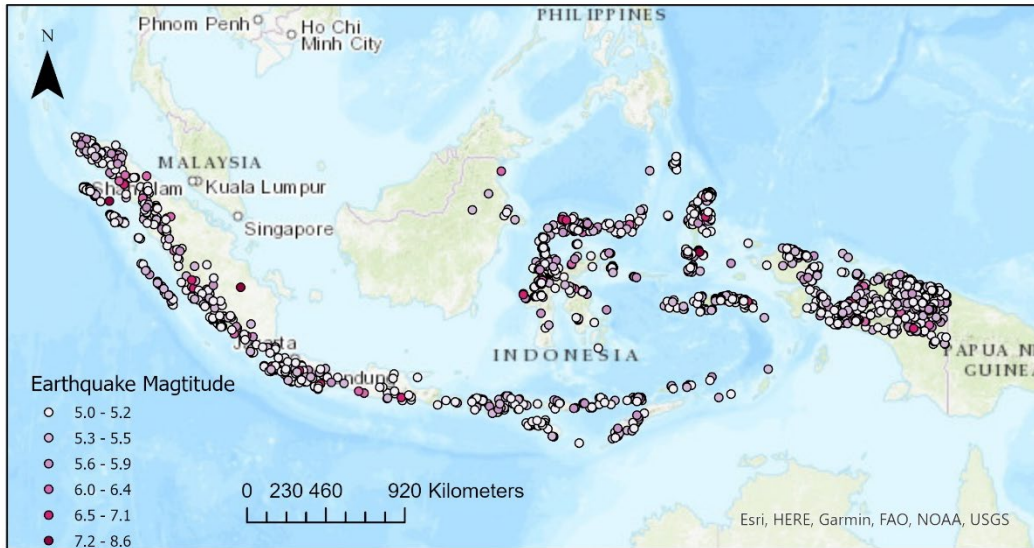 PHILIPPINES
Phnom Penh
Ho Chi
Minh City
N
MALAYSIA
Kuala Lumpur
Singapore
INDONESIA
PAPUA N
GUINEA
Earthquake Magtitude
5.0 - 5.2
5.3 - 5.5
5.6 - 5.9
6.0 - 6.4
6.5 - 7.1
7.2 - 8.6
0 230 460 920 Kilometers
Esri, HERE, Garmin, FAO, NOAA, USGS